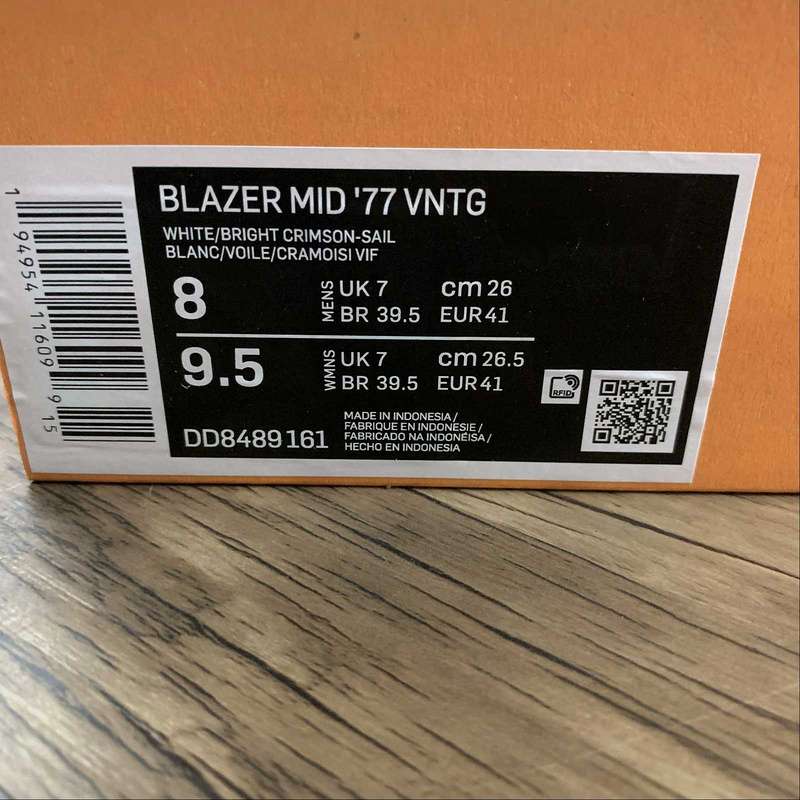 BLAZER MID '77 VNTG
WHITE/BRIGHT CRIMSON-SAIL
BLANC/VOILE/CRAMOISI VIF
8 MENS UK 7 cm 26
BR 39.5 EUR 41
9.5 WMNS UK 7 cm 26.5
BR 39.5 EUR 41
RFID
DD8489161
MADE IN INDONESIA /
FABRIQUE EN INDONESIE /
FABRICADO NA INDONÉISA /
HECHO EN INDONESIA
1 94954 11609 9 15